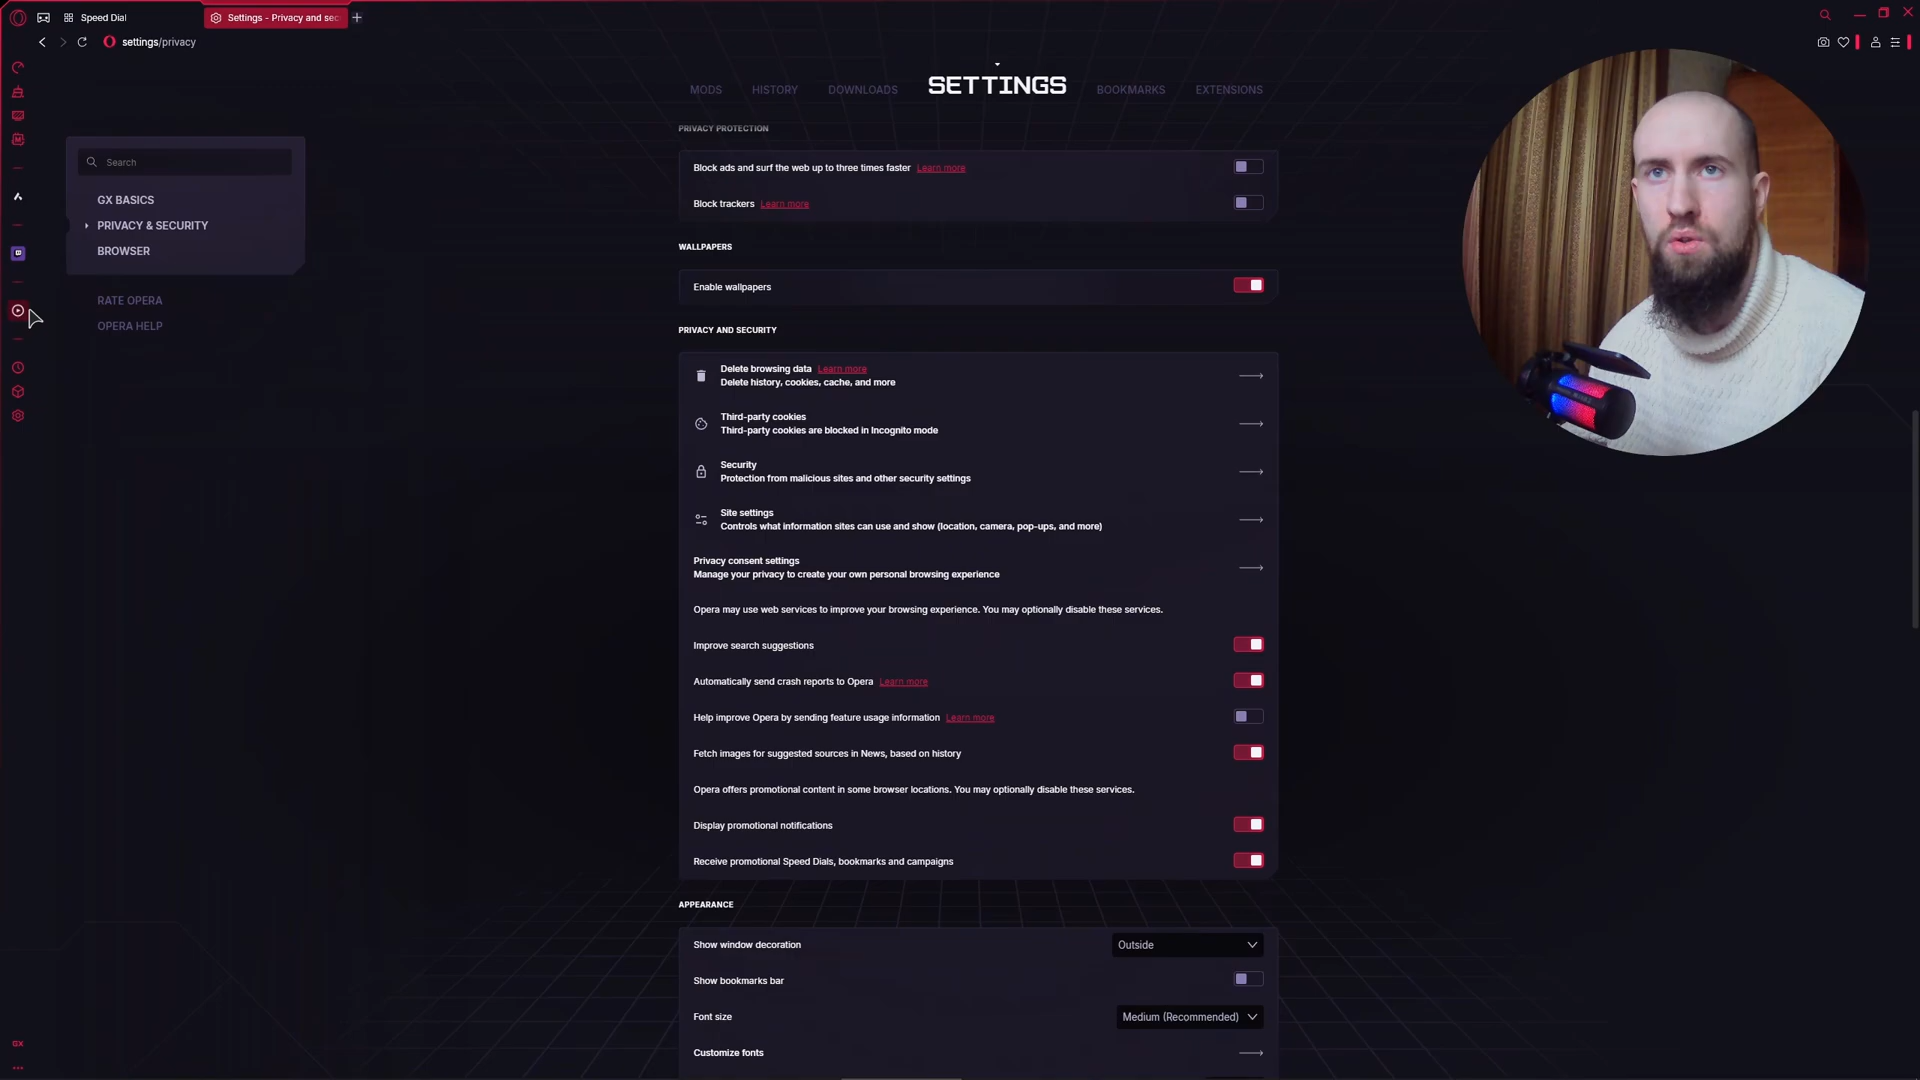 Speed Dial
Settings - Privacy and sec
settings/privacy
MODS HISTORY DOWNLOADS SETTINGS BOOKMARKS EXTENSIONS
Search
GX BASICS
PRIVACY & SECURITY
BROWSER
RATE OPERA
OPERA HELP
PRIVACY PROTECTION
Block ads and surf the web up to three times faster Learn more
Block trackers Learn more
WALLPAPERS
Enable wallpapers
PRIVACY AND SECURITY
Delete browsing data Learn more
Delete history, cookies, cache, and more
Third-party cookies
Third-party cookies are blocked in Incognito mode
Security
Protection from malicious sites and other security settings
Site settings
Controls what information sites can use and show (location, camera, pop-ups, and more)
Privacy consent settings
Manage your privacy to create your own personal browsing experience
Opera may use web services to improve your browsing experience. You may optionally disable these services.
Improve search suggestions
Automatically send crash reports to Opera Learn more
Help improve Opera by sending feature usage information Learn more
Fetch images for suggested sources in News, based on history
Opera offers promotional content in some browser locations. You may optionally disable these services.
Display promotional notifications
Receive promotional Speed Dials, bookmarks and campaigns
APPEARANCE
Show window decoration Outside
Show bookmarks bar
Font size Medium (Recommended)
Customize fonts
GX